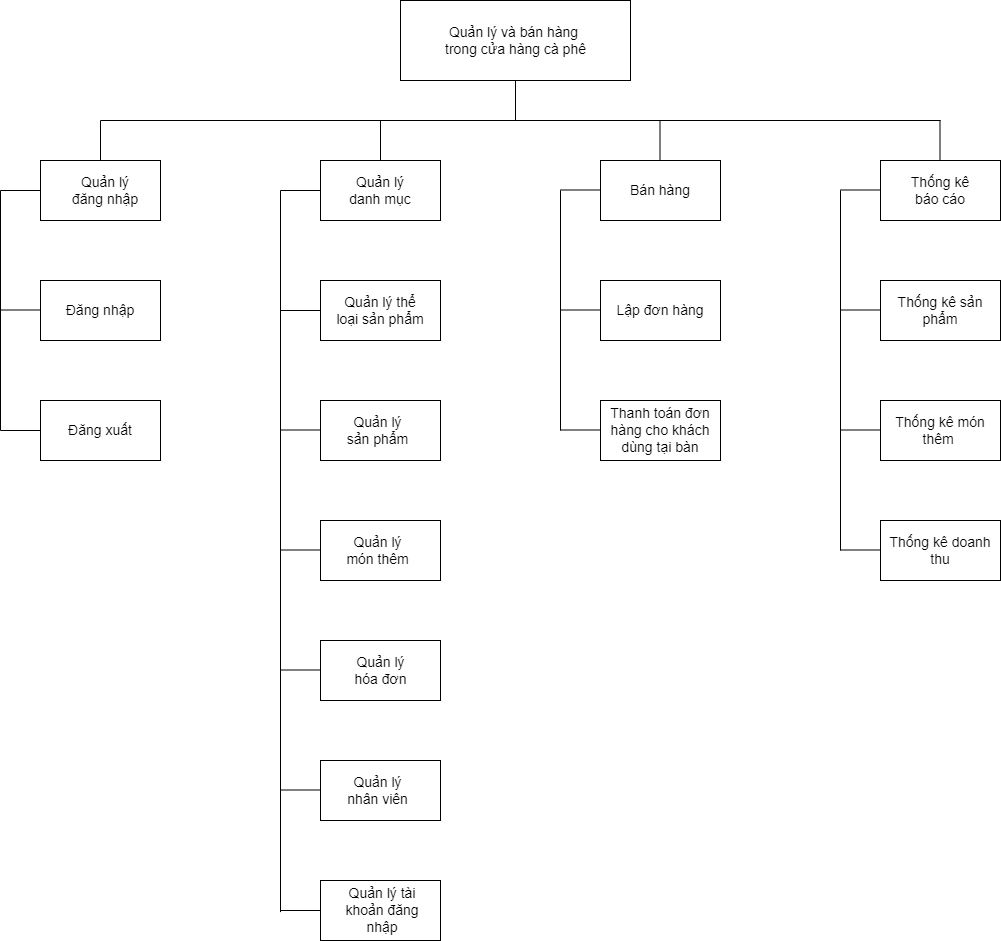 Quản lý và bán hàng
trong cửa hàng cà phê
Quản lý
đăng nhập
Đăng nhập
Đăng xuất
Quản lý
danh mục
Quản lý thể
loại sản phẩm
Quản lý
sản phẩm
Quản lý
món thêm
Quản lý
hóa đơn
Quản lý
nhân viên
Quản lý tài
khoản đăng
nhập
Bán hàng
Lập đơn hàng
Thanh toán đơn
hàng cho khách
dùng tại bàn
Thống kê
báo cáo
Thống kê sản
phẩm
Thống kê món
thêm
Thống kê doanh
thu